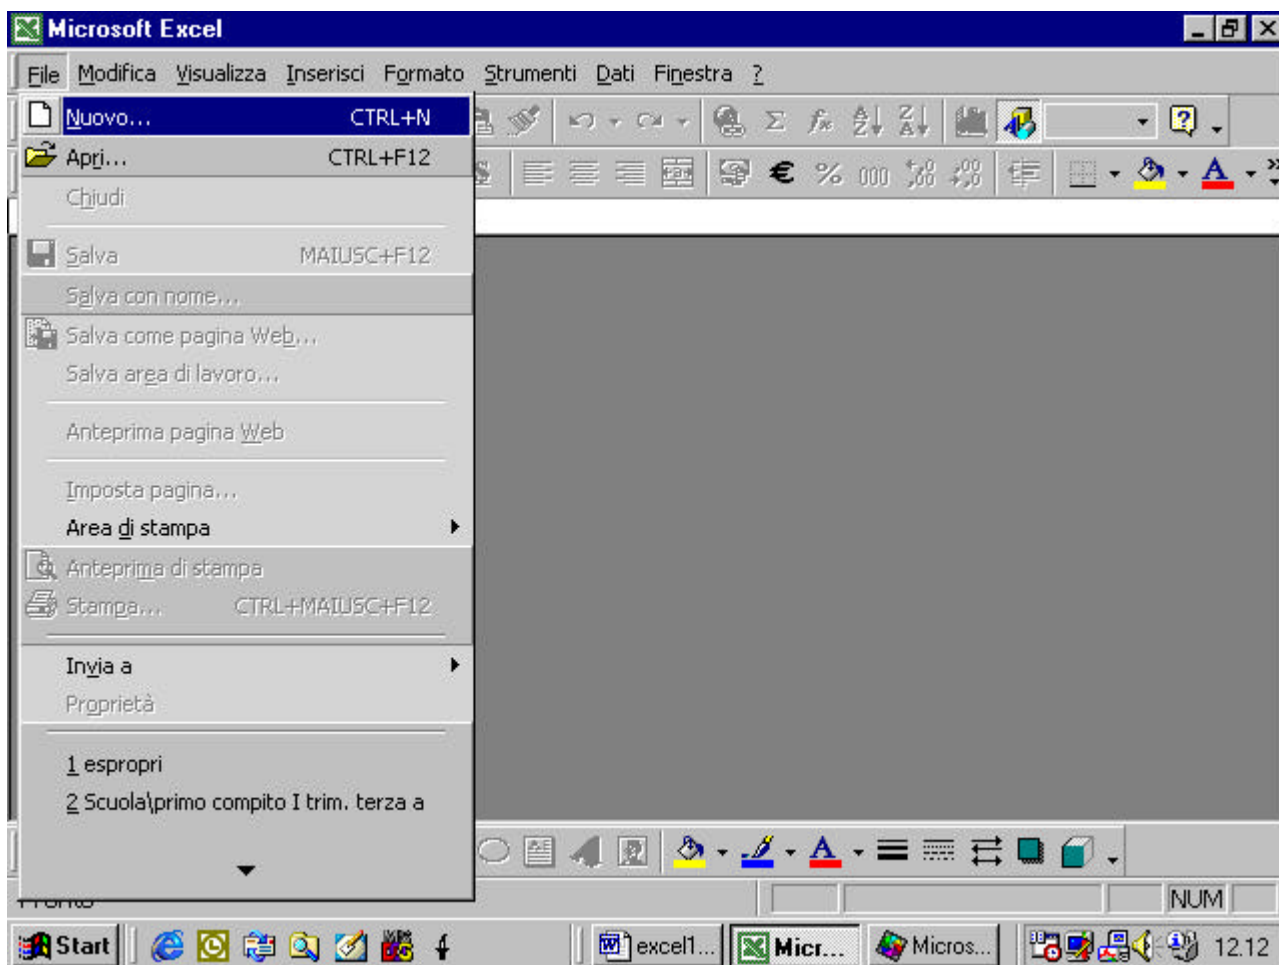 Microsoft Excel
File Modifica Visualizza Inserisci Formato Strumenti Dati Finestra ?
Nuovo... CTRL+N
Apri... CTRL+F12
Chiudi
Salva MAIUSC+F12
Salva con nome...
Salva come pagina Web...
Salva area di lavoro...
Anteprima pagina Web
Imposta pagina...
Area di stampa
Anteprima di stampa
Stampa... CTRL+MAIUSC+F12
Invia a
Proprietà
1 espropri
2 Scuola\primo compito I trim. terza a
Pronto
NUM
Start excel1... Micr... Micros... 12.12